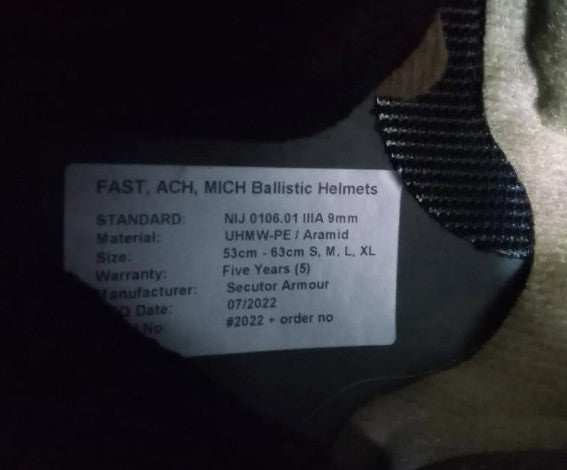 FAST, ACH, MICH Ballistic Helmets
STANDARD: NIJ 0106.01 IIIA 9mm
Material: UHMW-PE / Aramid
Size: 53cm - 63cm S, M, L, XL
Warranty: Five Years (5)
Manufacturer: Secutor Armour
Date: 07/2022
No: #2022 + order no